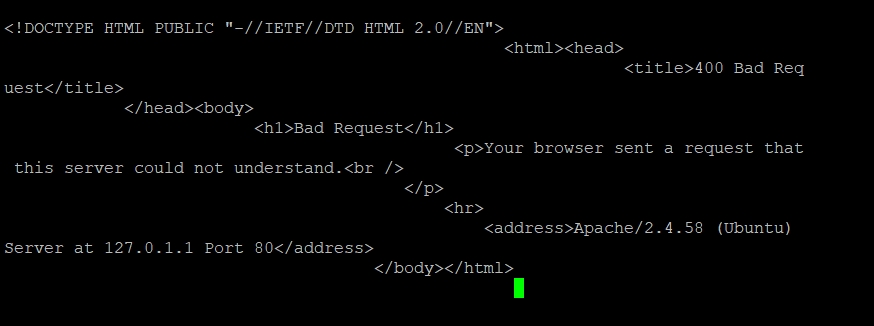 <!DOCTYPE HTML PUBLIC "-//IETF//DTD HTML 2.0//EN">
<html><head>
<title>400 Bad Req
uest</title>
</head><body>
<h1>Bad Request</h1>
<p>Your browser sent a request that
this server could not understand.<br />
</p>
<hr>
<address>Apache/2.4.58 (Ubuntu)
Server at 127.0.1.1 Port 80</address>
</body></html>